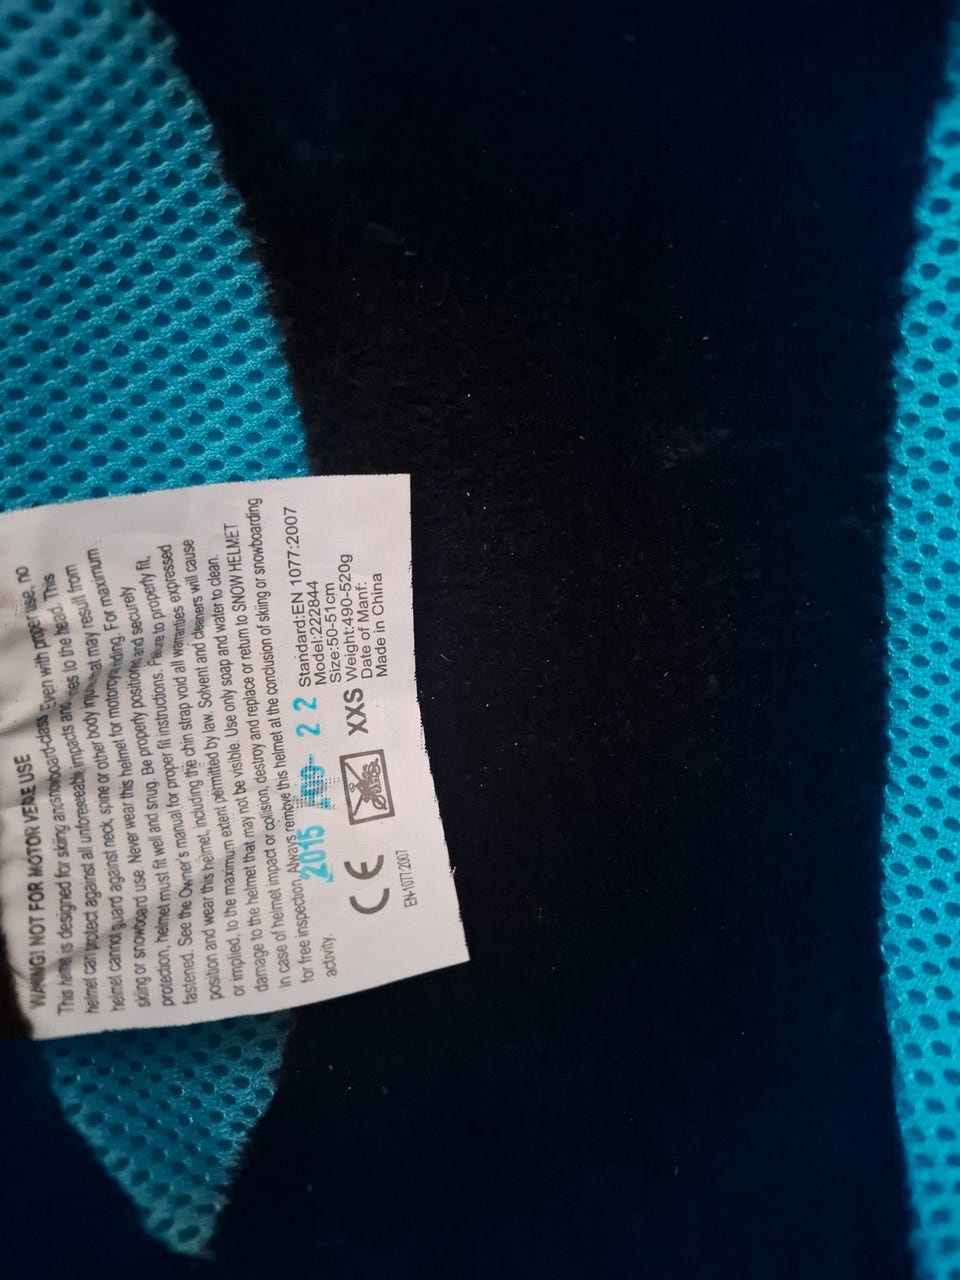 WARNING! NOT FOR MOTOR VEHICLE USE
This helmet is designed for skiing and snowboard-class. Even with proper use, no
helmet can protect against all unforeseeable impacts and to the head. This
helmet cannot guard against neck, spine or other body that may result from
skiing or snowboard use. Never wear this helmet for motorcy For maximum
protection, helmet must fit well and snug. Be properly positioned and securely
fastened. See the Owner's manual for proper fit instructions. Failure to properly fit,
position and wear this helmet, including the chin strap void all warranties expressed
or implied, to the maximum extent permitted by law. Solvent and cleaners will cause
damage to the helmet that may not be visible. Use only soap and water to clean.
In case of helmet impact or collision, destroy and replace or return to SNOW HELMET
for free inspection. Always remove this helmet at the conclusion of skiing or snowboarding
activity.
2015 22
Standard:EN 1077:2007
Model:222844
Size:50-51cm
Weight:490-520g
Date of Manf:
Made in China
CE XXS
EN-1077:2007